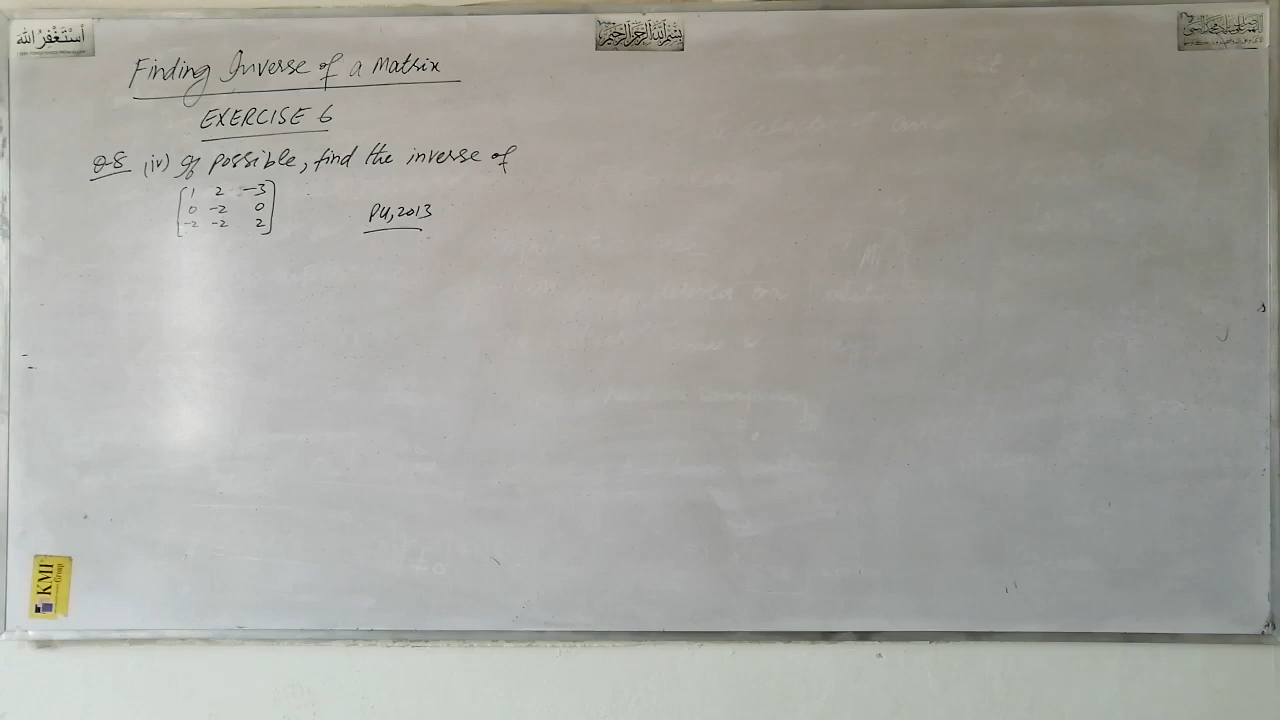 أستغفر الله
بسم الله الرحمن الرحيم
Finding Inverse of a Matrix
EXERCISE 6
Q8 (iv) If possible, find the inverse of
1 2 -3
0 -2 0
-2 -2 2
PU, 2013
KMI
Group